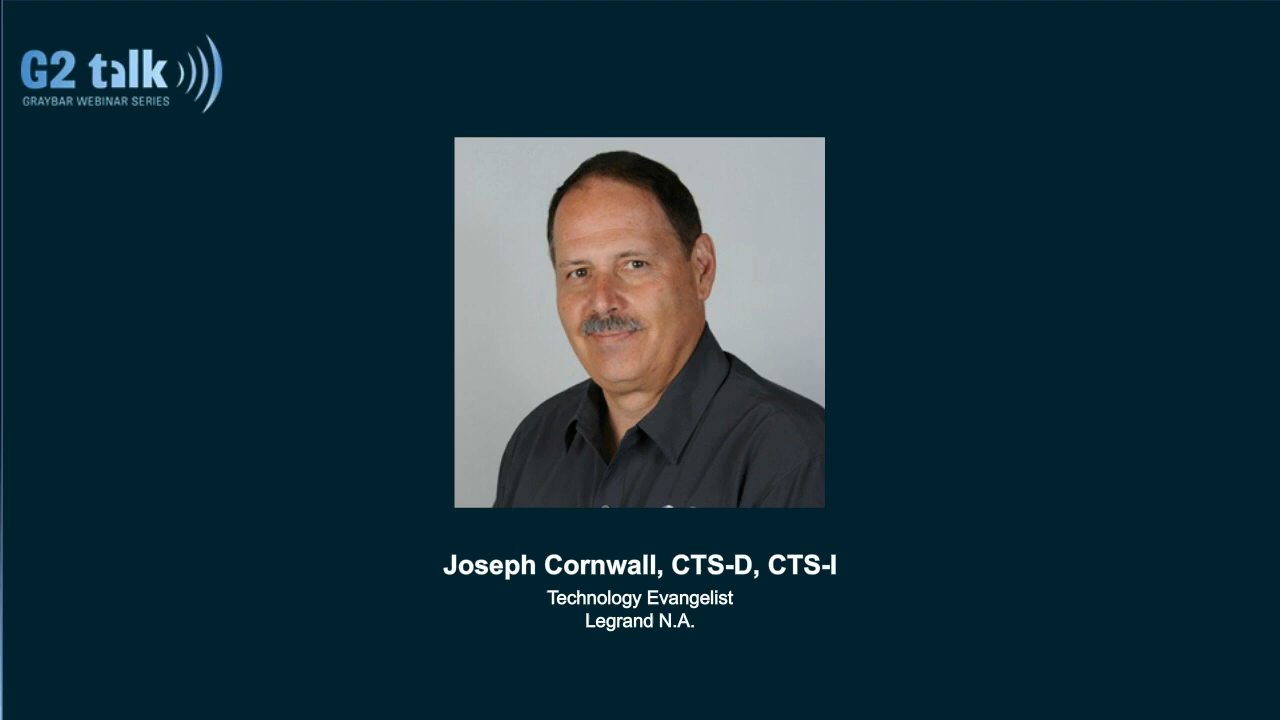 G2 talk
GRAYBAR WEBINAR SERIES
Joseph Cornwall, CTS-D, CTS-I
Technology Evangelist
Legrand N.A.